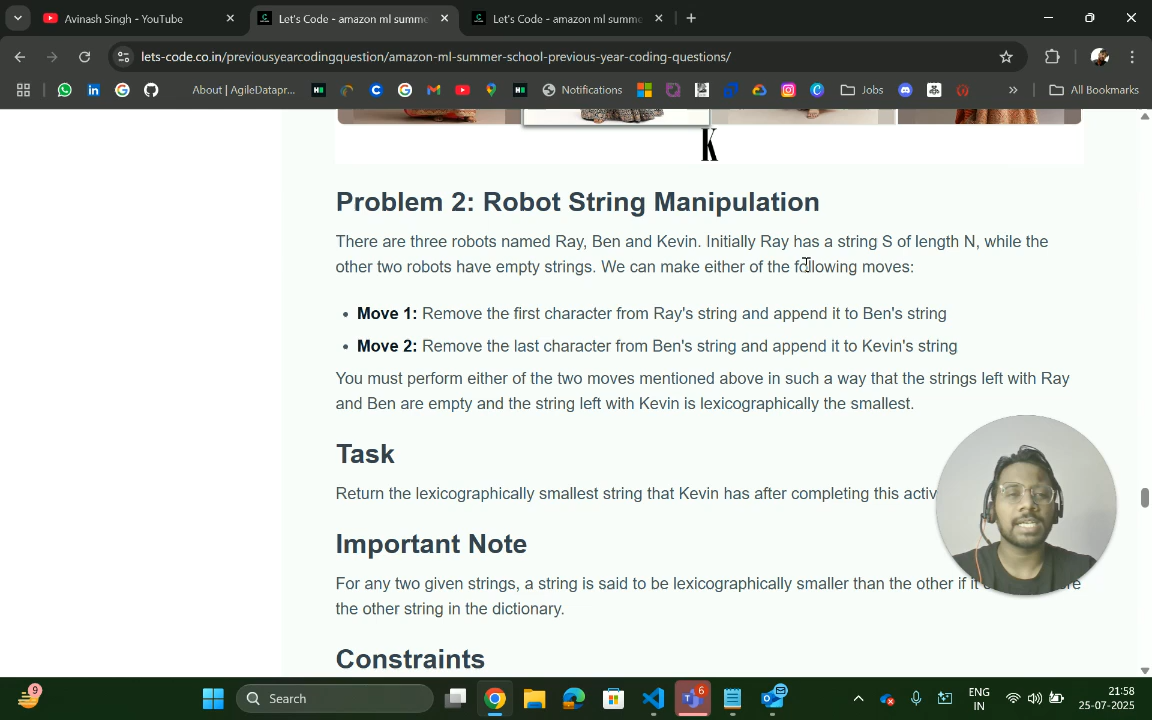 Avinash Singh - YouTube
Let's Code - amazon ml summe
Let's Code - amazon ml summe
lets-code.co.in/previousyearcodingquestion/amazon-ml-summer-school-previous-year-coding-questions/
About | AgileDatapr...
Notifications
Jobs
All Bookmarks
K
Problem 2: Robot String Manipulation
There are three robots named Ray, Ben and Kevin. Initially Ray has a string S of length N, while the
other two robots have empty strings. We can make either of the following moves:
• Move 1: Remove the first character from Ray's string and append it to Ben's string
• Move 2: Remove the last character from Ben's string and append it to Kevin's string
You must perform either of the two moves mentioned above in such a way that the strings left with Ray
and Ben are empty and the string left with Kevin is lexicographically the smallest.
Task
Return the lexicographically smallest string that Kevin has after completing this activ
Important Note
For any two given strings, a string is said to be lexicographically smaller than the other if it
the other string in the dictionary.
Constraints
9
Search
6
ENG
IN
21:58
25-07-2025